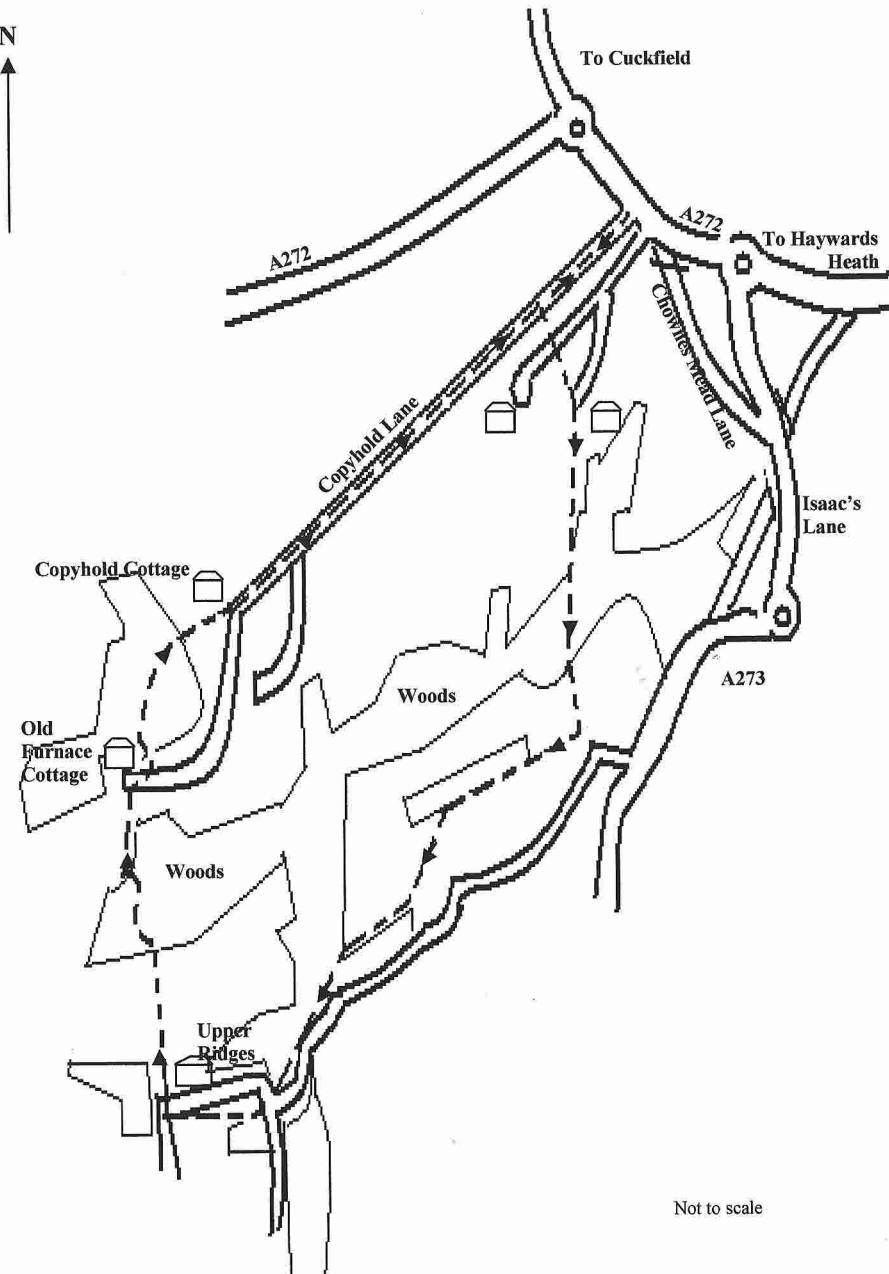 N
To Cuckfield
A272
To Haywards
Heath
A272
Chownes Mead Lane
Copyhold Lane
Isaac's
Lane
Copyhold Cottage
A273
Woods
Old
Furnace
Cottage
Woods
Upper
Ridges
Not to scale